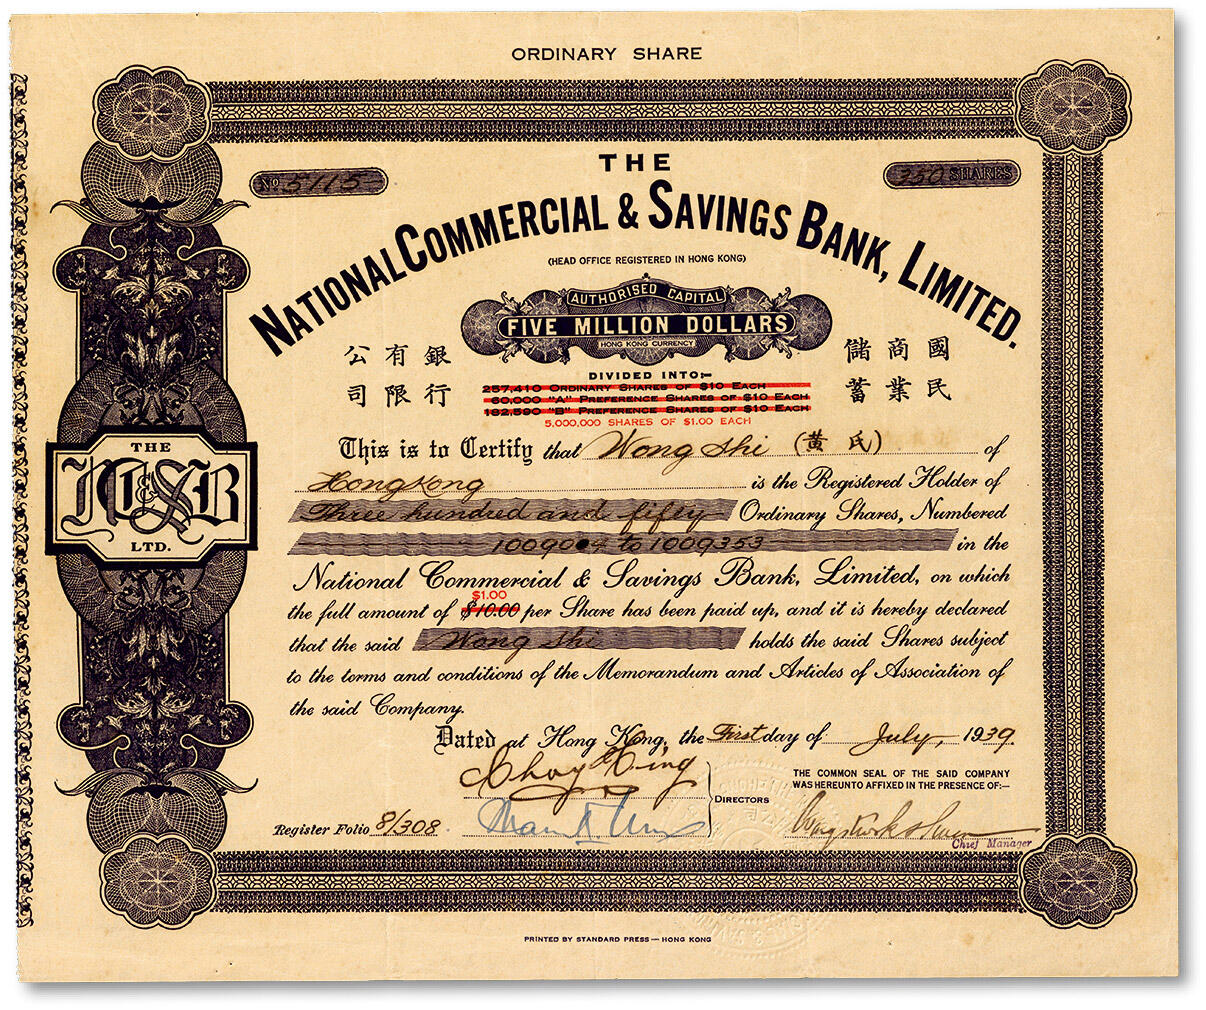 ORDINARY SHARE
No 5115
350 SHARES
THE
NATIONAL COMMERCIAL & SAVINGS BANK, LIMITED.
(HEAD OFFICE REGISTERED IN HONG KONG)
AUTHORISED CAPITAL
FIVE MILLION DOLLARS
HONG KONG CURRENCY
國商儲
民業蓄
銀有公
行限司
DIVIDED INTO:—
257,410 ORDINARY SHARES OF $10 EACH
60,000 "A" PREFERENCE SHARES OF $10 EACH
182,590 "B" PREFERENCE SHARES OF $10 EACH
5,000,000 SHARES OF $1.00 EACH
This is to Certify that Wong Shi (黃氏) of
HongKong is the Registered Holder of
Three hundred and fifty Ordinary Shares, Numbered
1009004 to 1009353 in the
National Commercial & Savings Bank, Limited, on which
$1.00
the full amount of $10.00 per Share has been paid up, and it is hereby declared
that the said Wong Shi holds the said Shares subject
to the terms and conditions of the Memorandum and Articles of Association of
the said Company.
Dated at Hong Kong, the First day of July, 1939.
THE COMMON SEAL OF THE SAID COMPANY
WAS HEREUNTO AFFIXED IN THE PRESENCE OF:—
DIRECTORS
Register Folio 8/308
Chief Manager
THE
NC&SB
LTD.
PRINTED BY STANDARD PRESS — HONG KONG